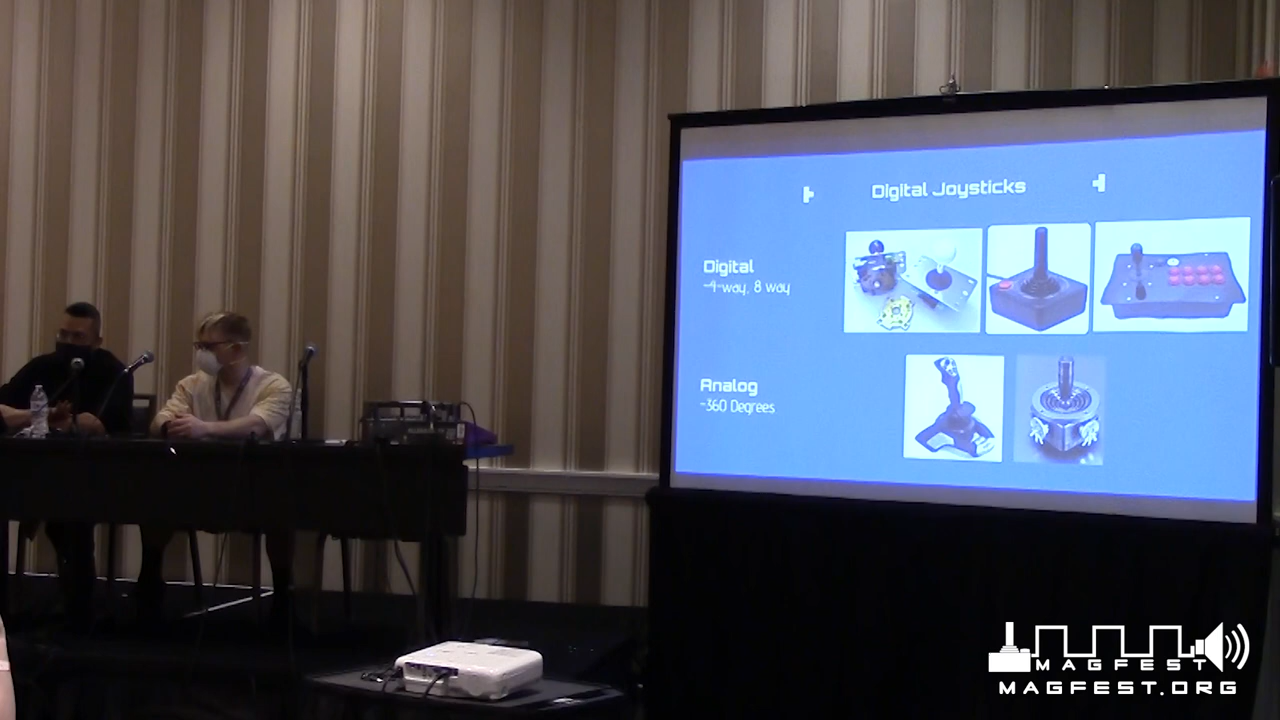 Digital Joysticks
Digital
-4-way, 8 way
Analog
-360 Degrees
MAGFEST
MAGFEST.ORG